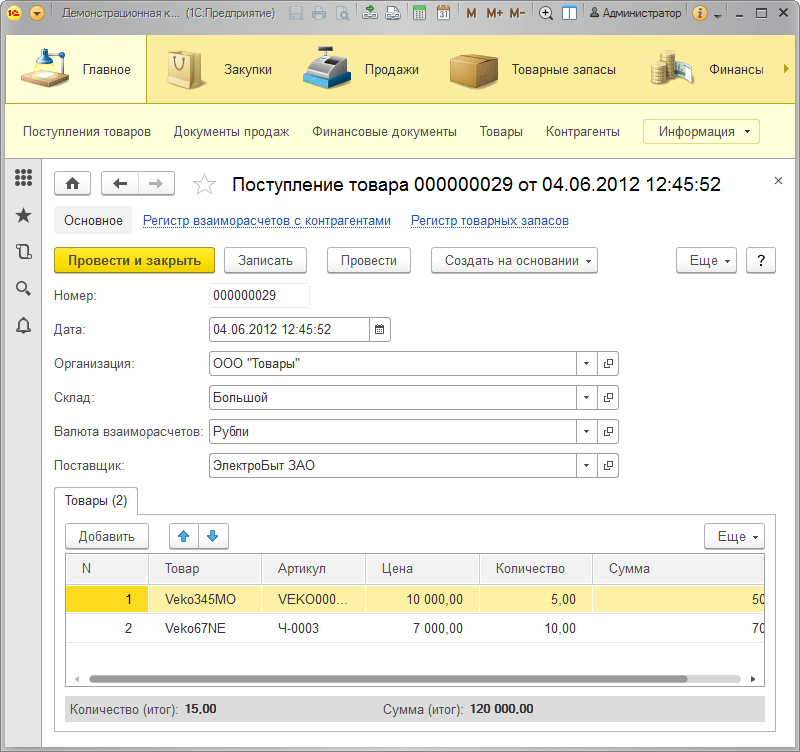 1С Демонстрационная к... (1С:Предприятие) 31 M M+ M- Администратор i
Главное Закупки Продажи Товарные запасы Финансы
Поступления товаров Документы продаж Финансовые документы Товары Контрагенты Информация
Поступление товара 000000029 от 04.06.2012 12:45:52
Основное Регистр взаиморасчетов с контрагентами Регистр товарных запасов
Провести и закрыть Записать Провести Создать на основании Еще ?
Номер: 000000029
Дата: 04.06.2012 12:45:52
Организация: ООО "Товары"
Склад: Большой
Валюта взаиморасчетов: Рубли
Поставщик: ЭлектроБыт ЗАО
Товары (2)
Добавить Еще
N Товар Артикул Цена Количество Сумма
1 Veko345MO VEKO000... 10 000,00 5,00 50
2 Veko67NE Ч-0003 7 000,00 10,00 70
Количество (итог): 15,00 Сумма (итог): 120 000,00